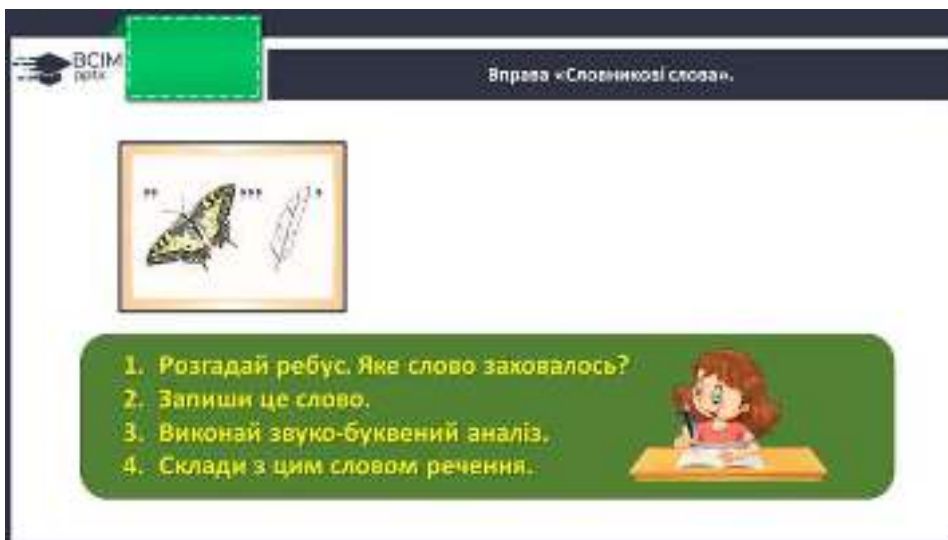 ВСІМ
pptx
Вправа «Словникові слова».
,, ,,, ,
1. Розгадай ребус. Яке слово заховалось?
2. Запиши це слово.
3. Виконай звуко-буквений аналіз.
4. Склади з цим словом речення.